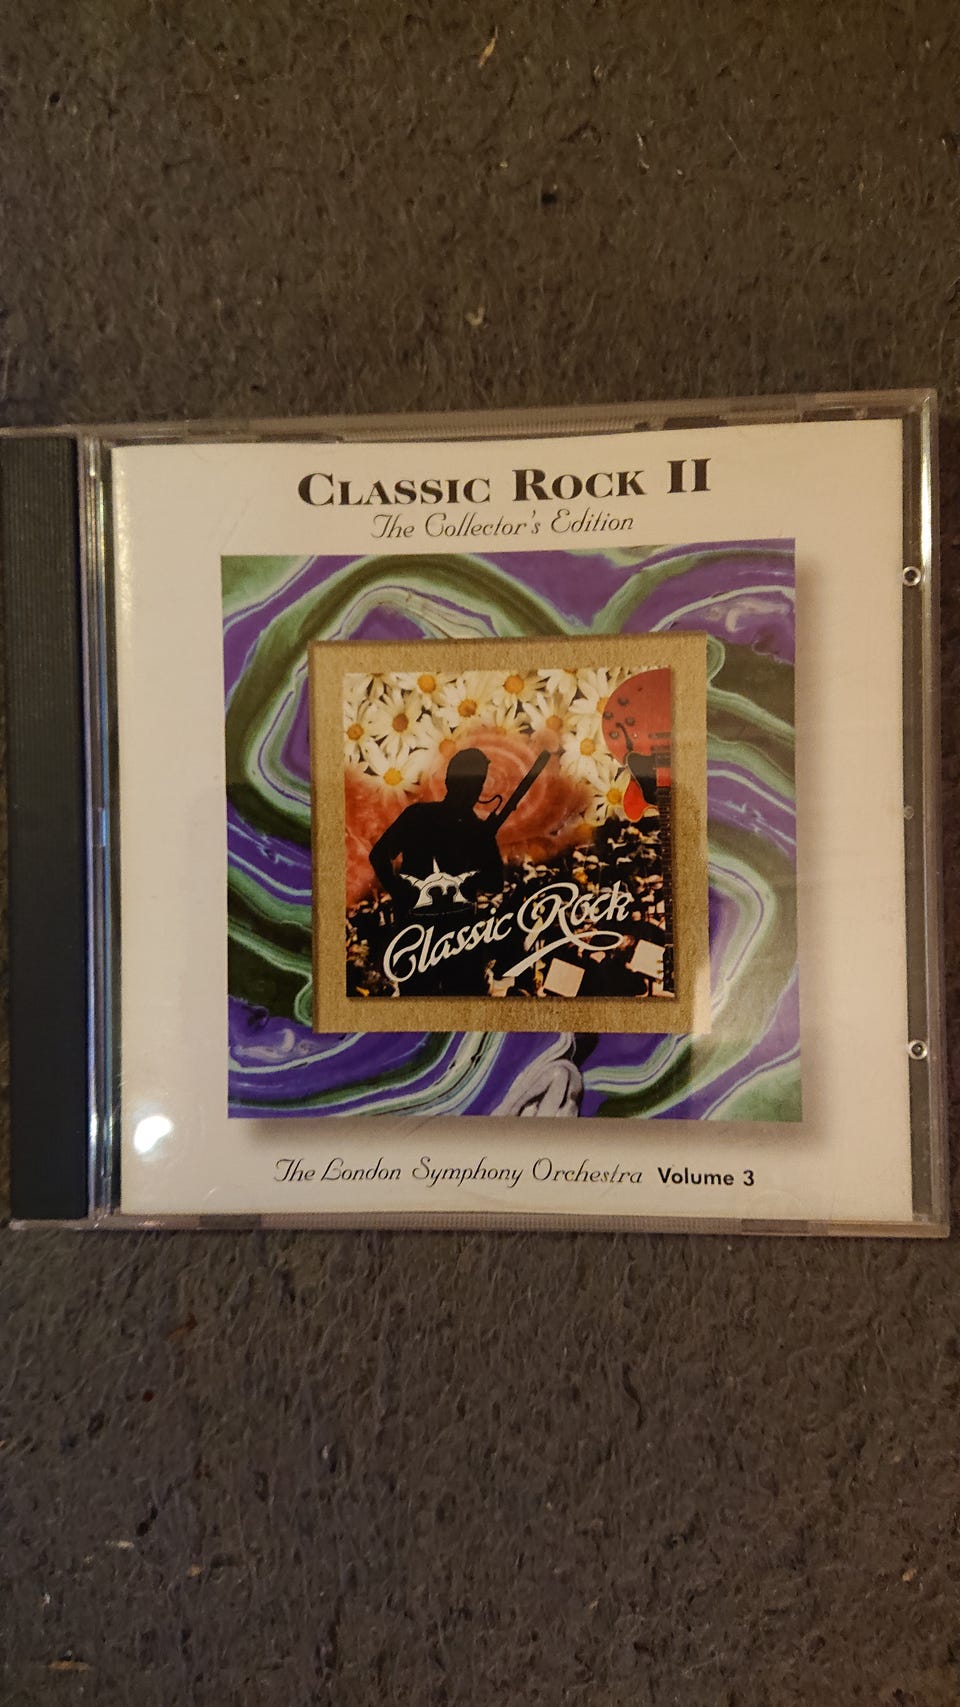 CLASSIC ROCK II
The Collector's Edition
Classic Rock
The London Symphony Orchestra Volume 3